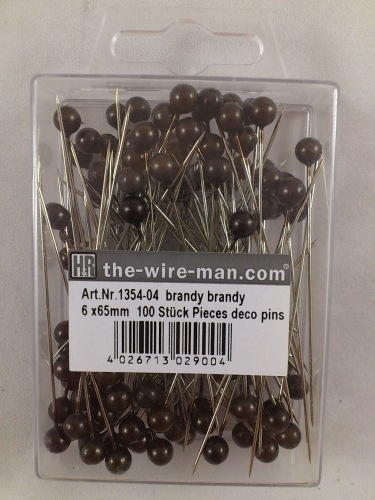 H&R the-wire-man.com®
Art.Nr.1354-04 brandy brandy
6 x65mm 100 Stück Pieces deco pins
4 026713 029004